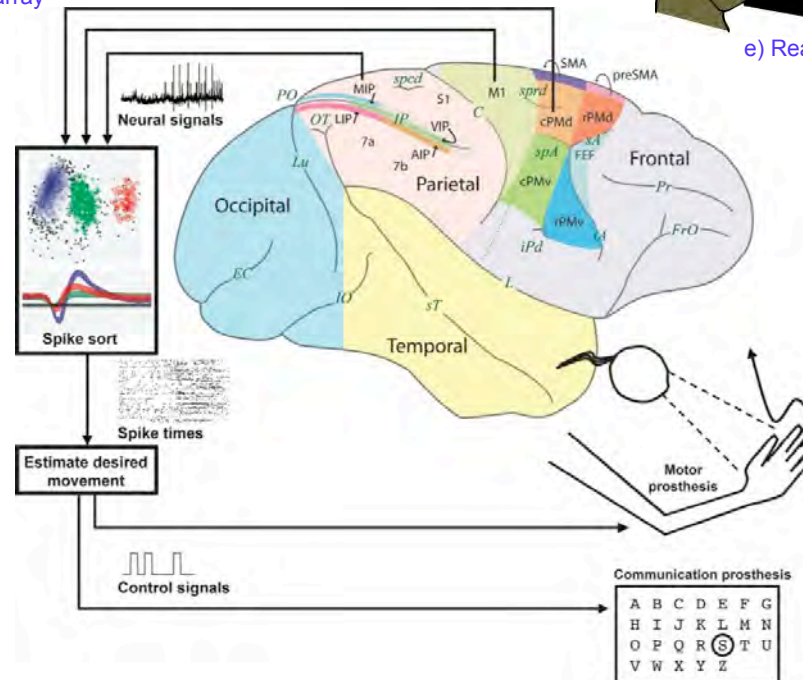 array
e) Rea
Neural signals
PO
MIP
spcd
S1
C
M1
SMA
preSMA
sprd
cPMd
rPMd
OT
LIP
IP
VIP
7a
AIP
7b
Lu
Parietal
spA
sA
FEF
cPMv
Frontal
Pr
rPMv
iA
iPd
FrO
Occipital
EC
IO
sT
L
Temporal
Spike sort
Spike times
Estimate desired
movement
Control signals
Motor
prosthesis
Communication prosthesis
A B C D E F G
H I J K L M N
O P Q R S T U
V W X Y Z